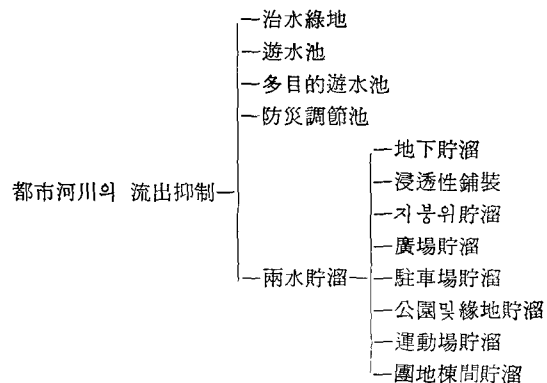 治水綠地
遊水池
多目的遊水池
防災調節池
都市河川의 流出抑制
兩水貯溜
地下貯溜
浸透性鋪裝
지붕위貯溜
廣場貯溜
駐車場貯溜
公園및綠地貯溜
運動場貯溜
團地棟間貯溜